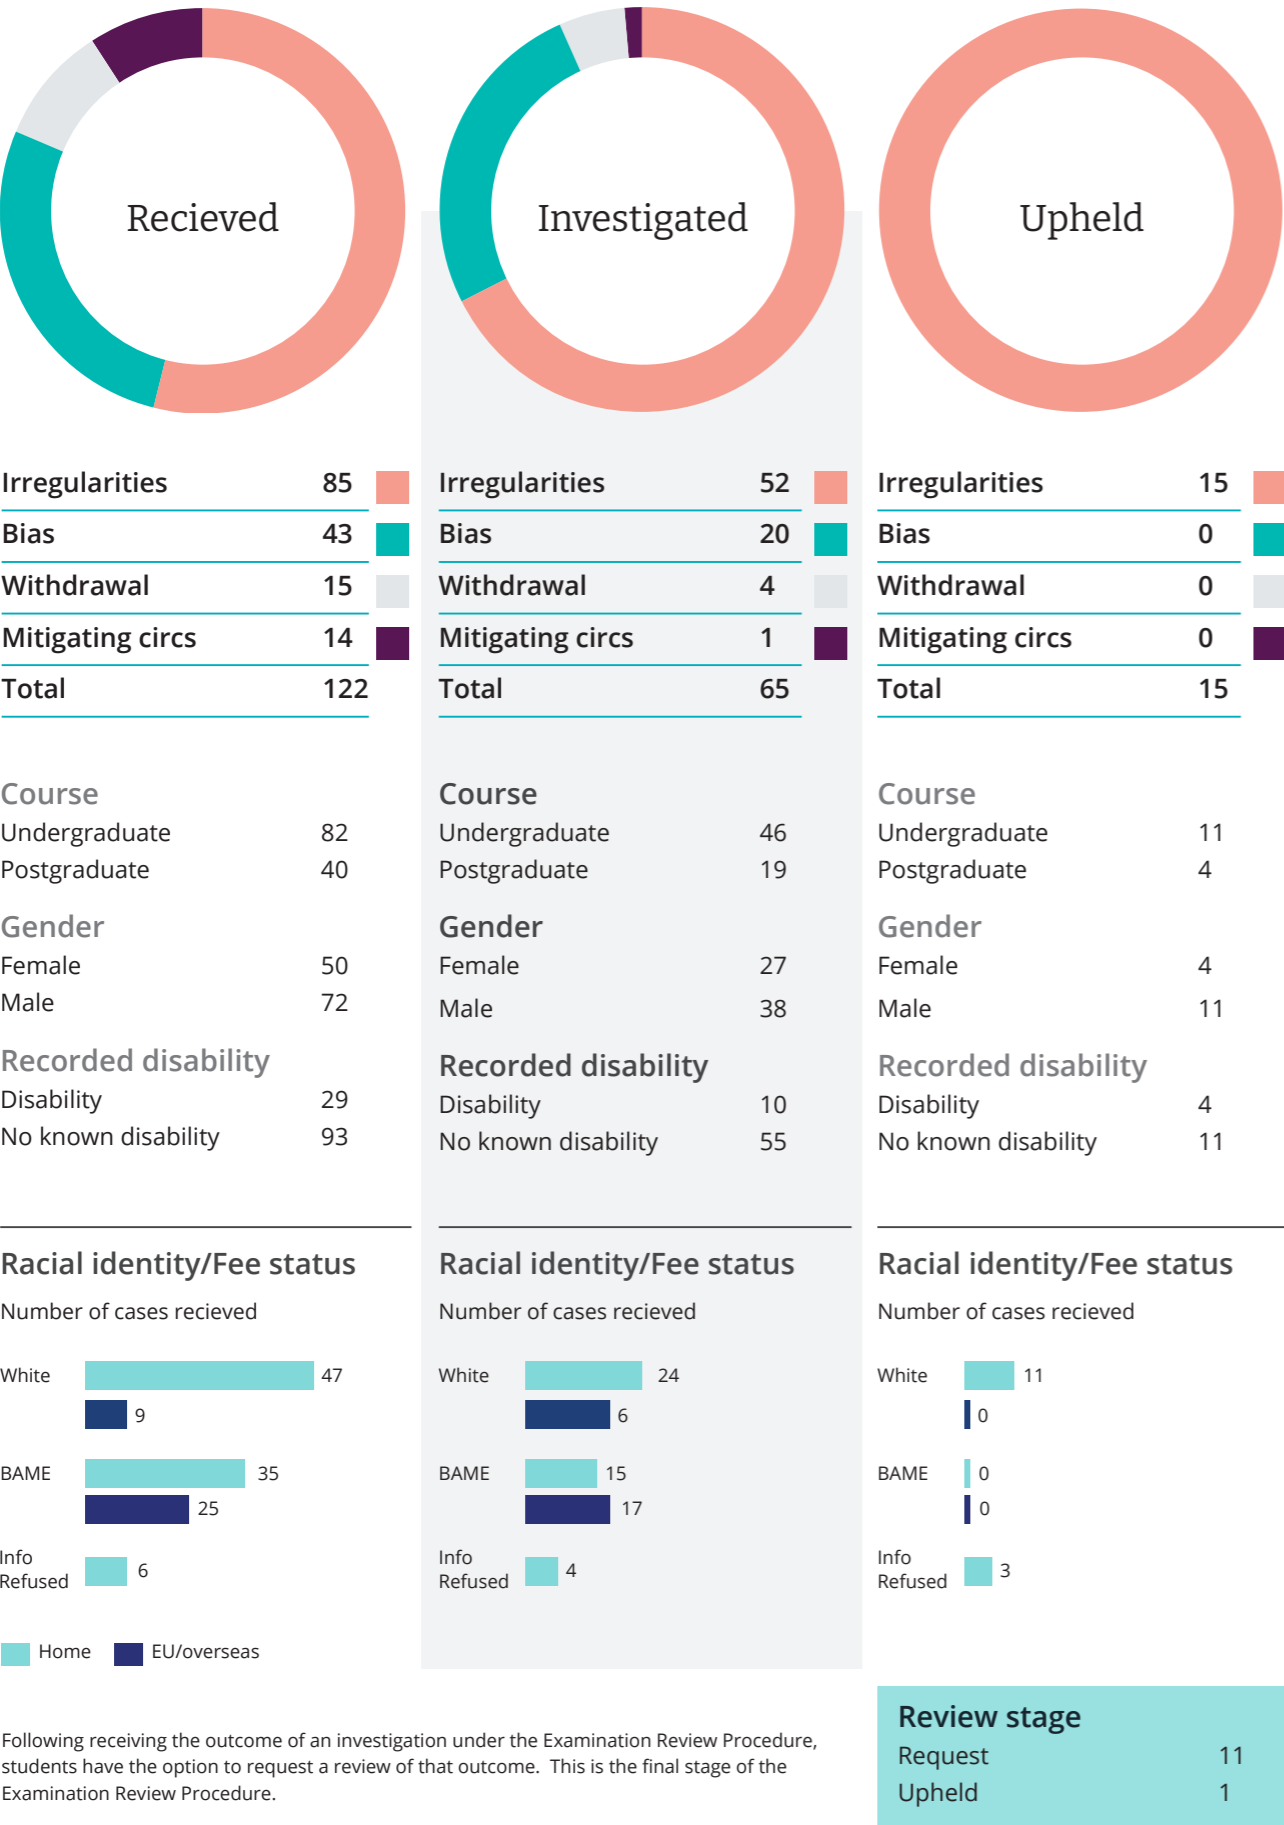 Recieved
Irregularities 85
Bias 43
Withdrawal 15
Mitigating circs 14
Total 122
Course
Undergraduate 82
Postgraduate 40
Gender
Female 50
Male 72
Recorded disability
Disability 29
No known disability 93
Racial identity/Fee status
Number of cases recieved
White 47
9
BAME 35
25
Info
Refused 6
Home EU/overseas
Investigated
Irregularities 52
Bias 20
Withdrawal 4
Mitigating circs 1
Total 65
Course
Undergraduate 46
Postgraduate 19
Gender
Female 27
Male 38
Recorded disability
Disability 10
No known disability 55
Racial identity/Fee status
Number of cases recieved
White 24
6
BAME 15
17
Info
Refused 4
Upheld
Irregularities 15
Bias 0
Withdrawal 0
Mitigating circs 0
Total 15
Course
Undergraduate 11
Postgraduate 4
Gender
Female 4
Male 11
Recorded disability
Disability 4
No known disability 11
Racial identity/Fee status
Number of cases recieved
White 11
0
BAME 0
0
Info
Refused 3
Following receiving the outcome of an investigation under the Examination Review Procedure,
students have the option to request a review of that outcome. This is the final stage of the
Examination Review Procedure.
Review stage
Request 11
Upheld 1